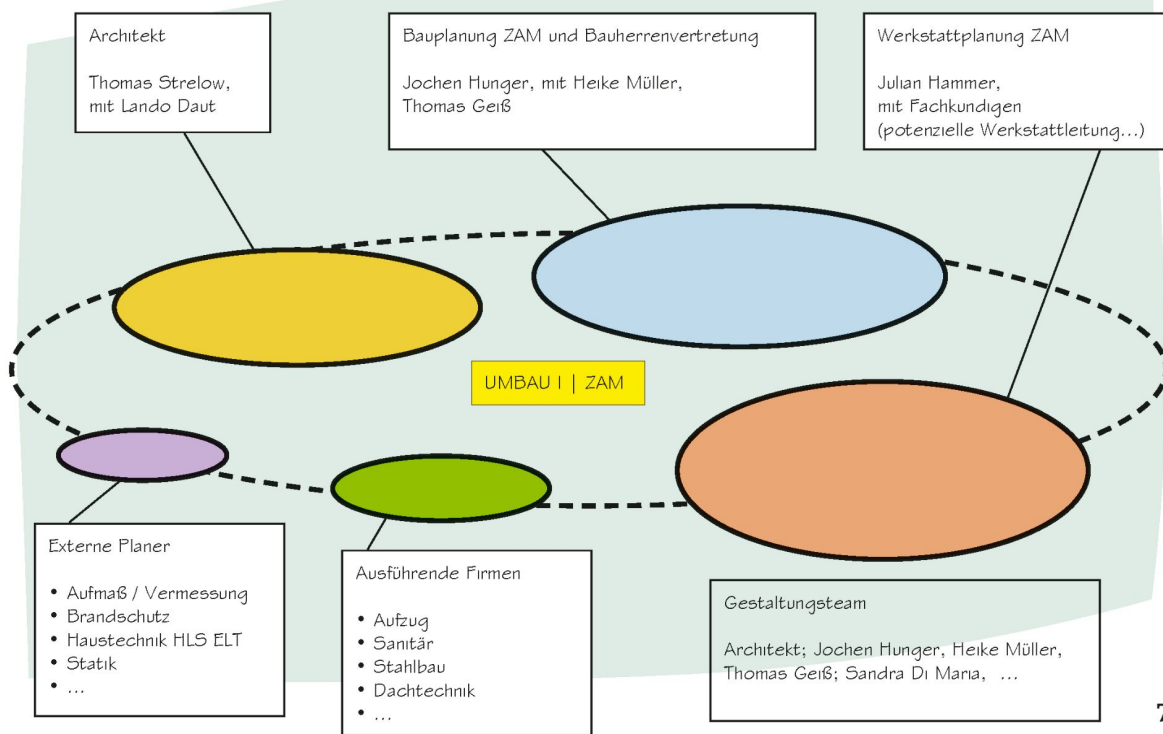 Architekt
Thomas Strelow,
mit Lando Daut
Bauplanung ZAM und Bauherrenvertretung
Jochen Hunger, mit Heike Müller,
Thomas Geiß
Werkstattplanung ZAM
Julian Hammer,
mit Fachkundigen
(potenzielle Werkstattleitung...)
UMBAU I | ZAM
Externe Planer
• Aufmaß / Vermessung
• Brandschutz
• Haustechnik HLS ELT
• Statik
• ...
Ausführende Firmen
• Aufzug
• Sanitär
• Stahlbau
• Dachtechnik
• ...
Gestaltungsteam
Architekt; Jochen Hunger, Heike Müller,
Thomas Geiß; Sandra Di Maria, ...
7